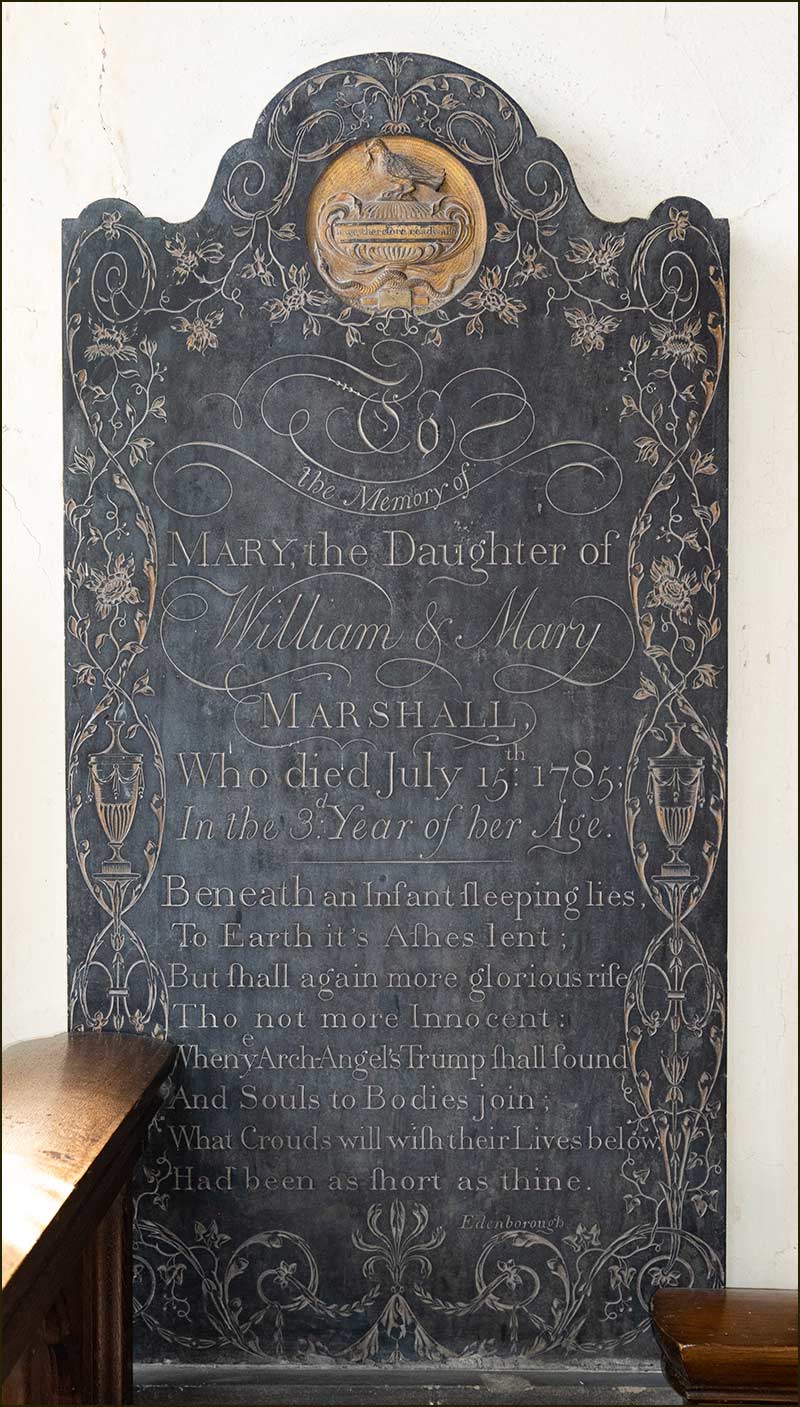 ye therefore ready
To
the Memory of
MARY, the Daughter of
William & Mary
MARSHALL,
Who died July 15th 1785;
In the 3d Year of her Age.
Beneath an Infant ſleeping lies,
To Earth it's Aſhes lent;
But ſhall again more glorious riſe
Tho not more Innocent:
When ye Arch-Angel's Trump ſhall ſound
And Souls to Bodies join;
What Crouds will wiſh their Lives below
Had been as ſhort as thine.
Edenborough